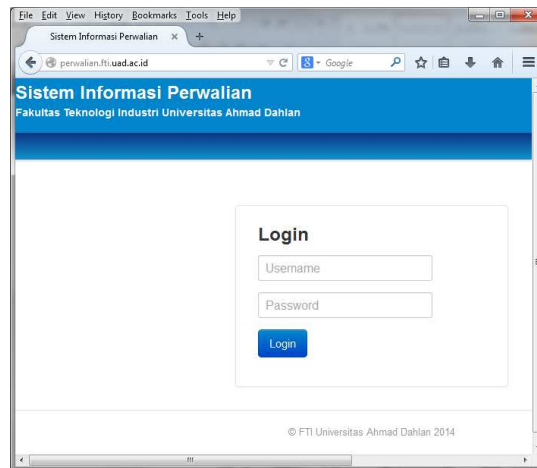 File Edit View History Bookmarks Tools Help
Sistem Informasi Perwalian × +
perwalian.fti.uad.ac.id
Google
Sistem Informasi Perwalian
Fakultas Teknologi Industri Universitas Ahmad Dahlan
Login
Username
Password
Login
© FTI Universitas Ahmad Dahlan 2014